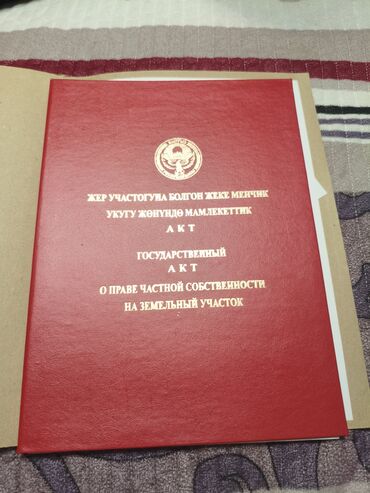 ЖЕР УЧАСТОГУНА БОЛГОН ЖЕКЕ МЕНЧИК
УКУГУ ЖӨНҮНДӨ МАМЛЕКЕТТИК
АКТ
ГОСУДАРСТВЕННЫЙ
АКТ
О ПРАВЕ ЧАСТНОЙ СОБСТВЕННОСТИ
НА ЗЕМЕЛЬНЫЙ УЧАСТОК